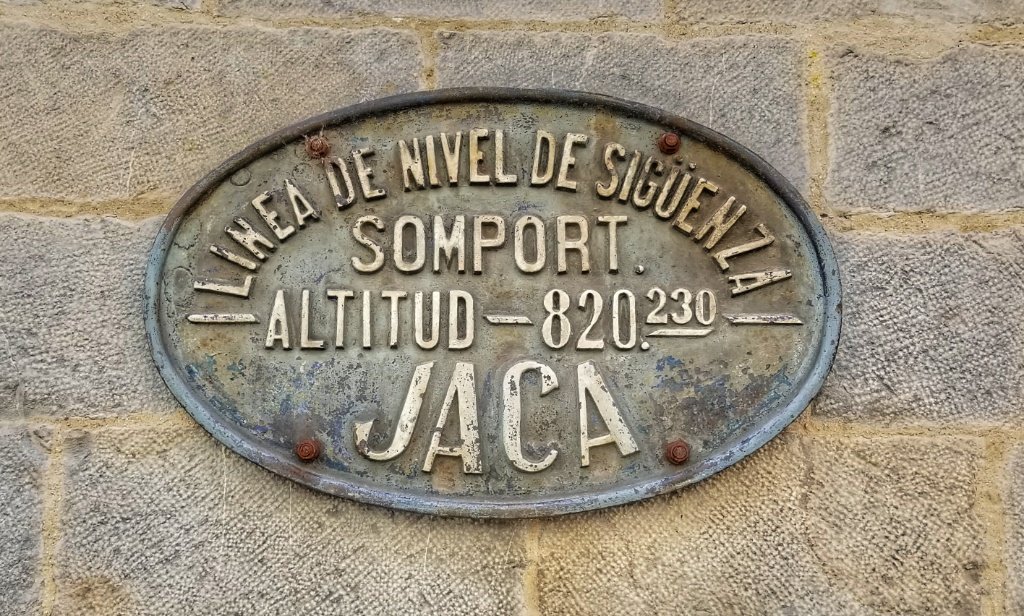 LINEA DE NIVEL DE SIGÜENZA
SOMPORT.
ALTITUD — 820.230
JACA